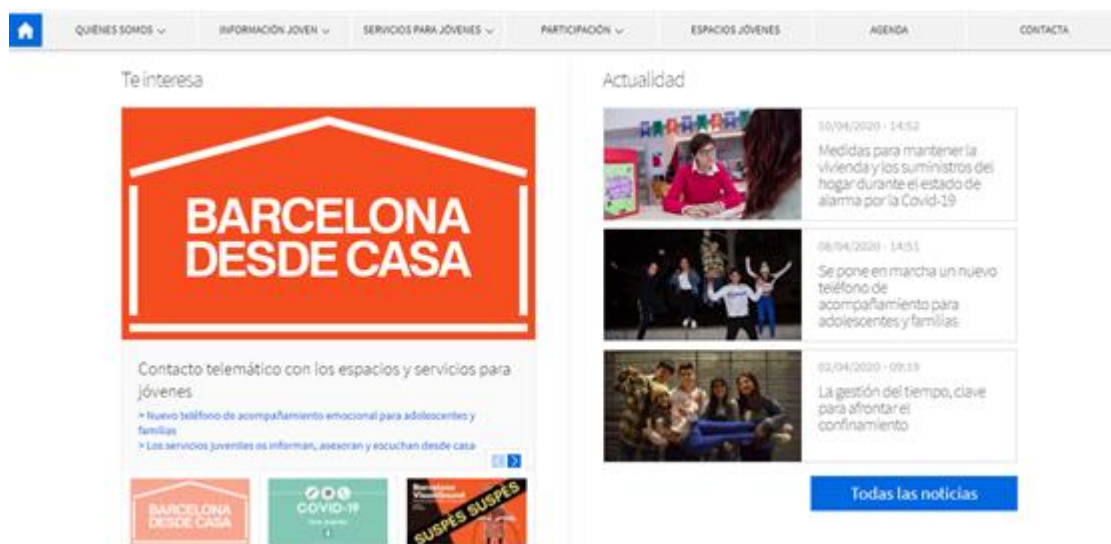 QUIÉNES SOMOS
INFORMACIÓN JOVEN
SERVICIOS PARA JÓVENES
PARTICIPACIÓN
ESPACIOS JÓVENES
AGENDA
CONTACTA
Te interesa
BARCELONA
DESDE CASA
Contacto telemático con los espacios y servicios para
jóvenes
> Nuevo teléfono de acompañamiento emocional para adolescentes y
familias
> Los servicios juveniles os informan, asesoran y escuchan desde casa
BARCELONA
DESDE CASA
COVID-19
Barcelona
VisualSound
SUSPÉS SUSPÉS
Actualidad
10/04/2020 - 14:52
Medidas para mantener la
vivienda y los suministros del
hogar durante el estado de
alarma por la Covid-19
08/04/2020 - 14:51
Se pone en marcha un nuevo
teléfono de
acompañamiento para
adolescentes y familias
02/04/2020 - 09:19
La gestión del tiempo, clave
para afrontar el
confinamiento
Todas las noticias